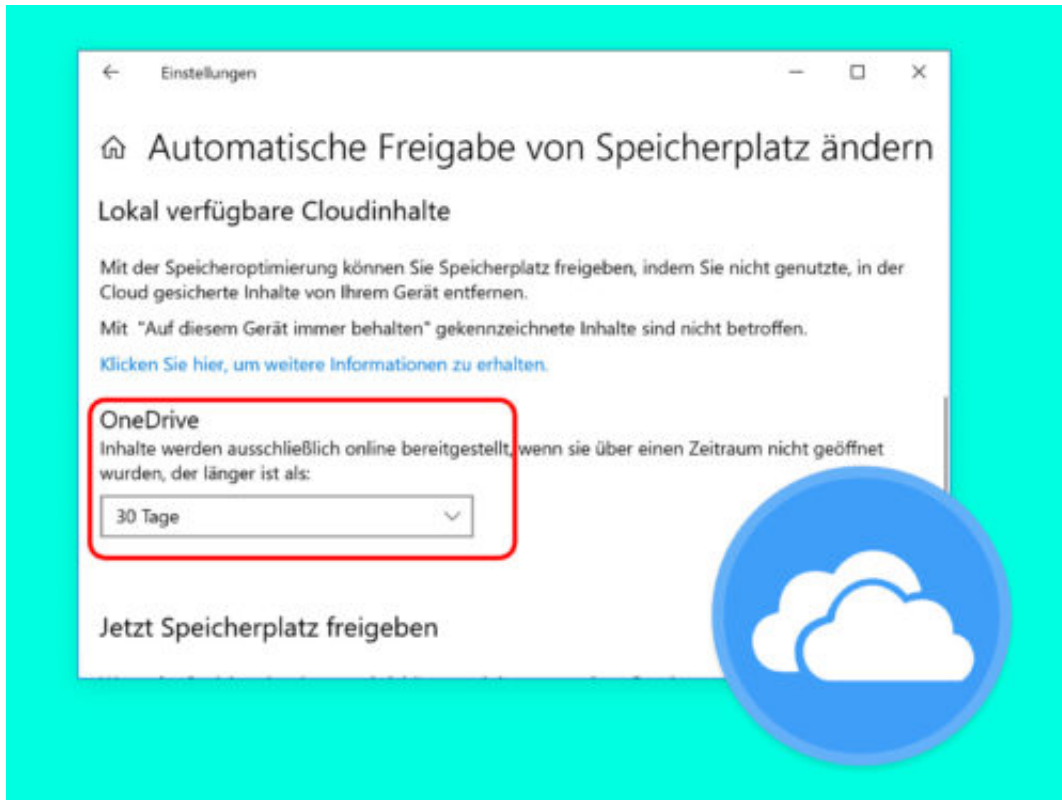 Einstellungen
Automatische Freigabe von Speicherplatz ändern
Lokal verfügbare Cloudinhalte
Mit der Speicheroptimierung können Sie Speicherplatz freigeben, indem Sie nicht genutzte, in der
Cloud gesicherte Inhalte von Ihrem Gerät entfernen.
Mit "Auf diesem Gerät immer behalten" gekennzeichnete Inhalte sind nicht betroffen.
Klicken Sie hier, um weitere Informationen zu erhalten.
OneDrive
Inhalte werden ausschließlich online bereitgestellt, wenn sie über einen Zeitraum nicht geöffnet
wurden, der länger ist als:
30 Tage
Jetzt Speicherplatz freigeben